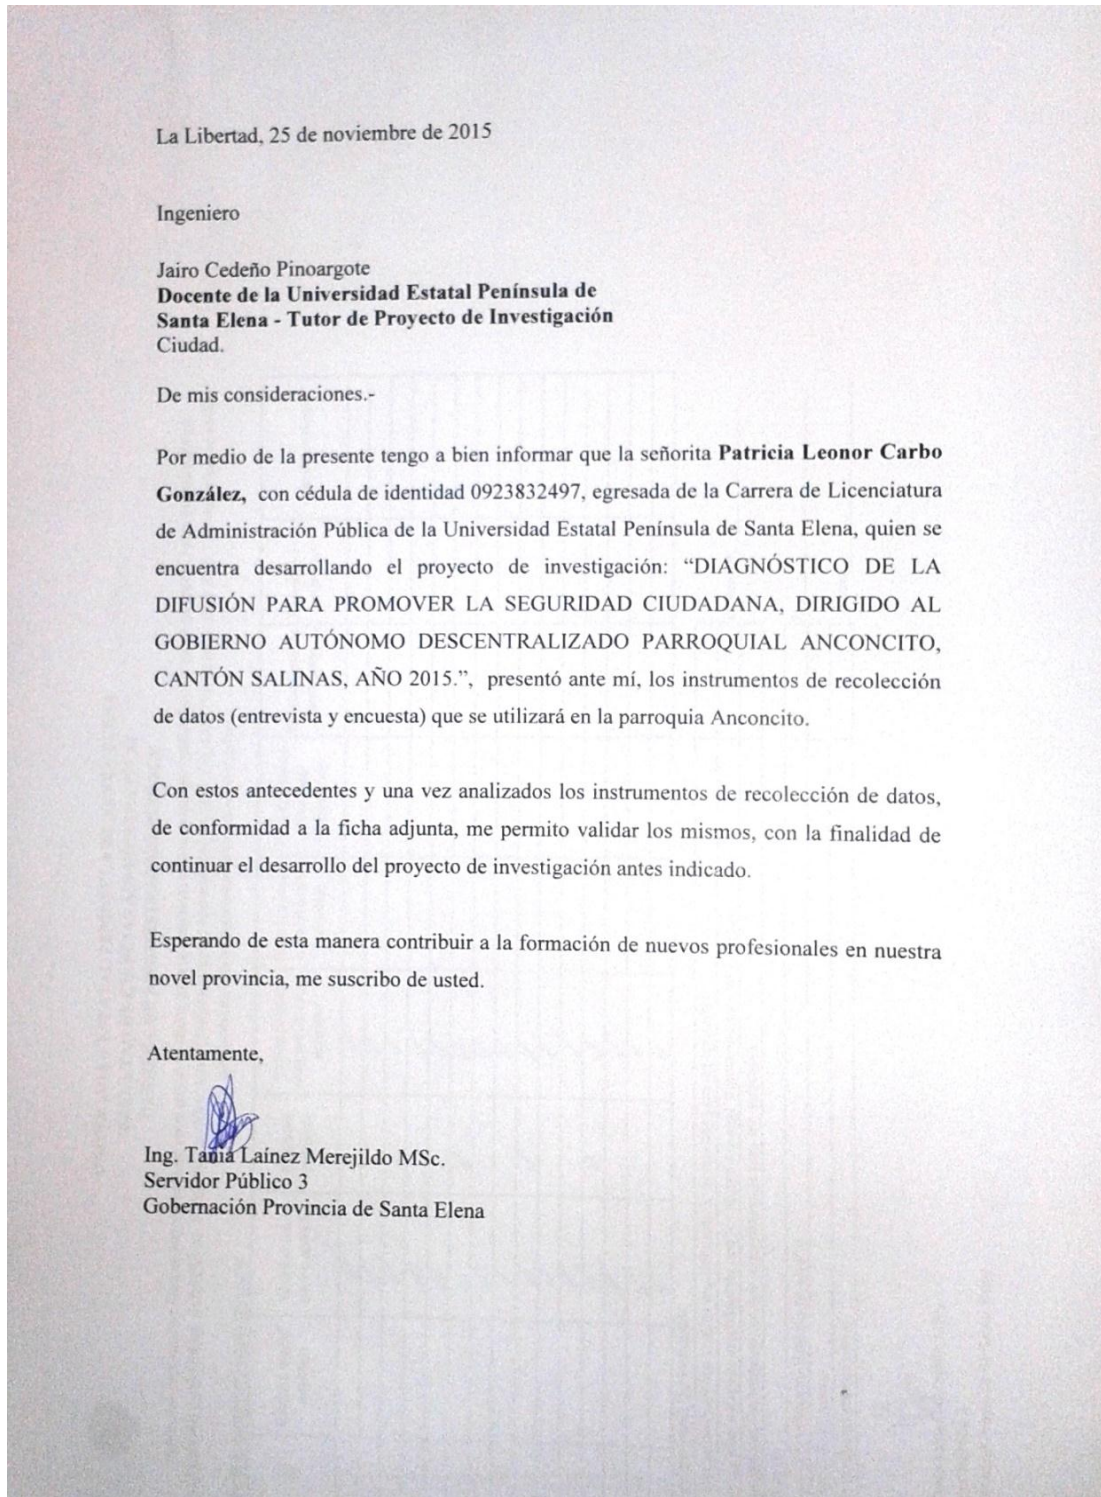 La Libertad, 25 de noviembre de 2015
Ingeniero
Jairo Cedeño Pinoargote
Docente de la Universidad Estatal Península de
Santa Elena - Tutor de Proyecto de Investigación
Ciudad.
De mis consideraciones.-
Por medio de la presente tengo a bien informar que la señorita Patricia Leonor Carbo
González, con cédula de identidad 0923832497, egresada de la Carrera de Licenciatura
de Administración Pública de la Universidad Estatal Península de Santa Elena, quien se
encuentra desarrollando el proyecto de investigación: “DIAGNÓSTICO DE LA
DIFUSIÓN PARA PROMOVER LA SEGURIDAD CIUDADANA, DIRIGIDO AL
GOBIERNO AUTÓNOMO DESCENTRALIZADO PARROQUIAL ANCONCITO,
CANTÓN SALINAS, AÑO 2015.”, presentó ante mí, los instrumentos de recolección
de datos (entrevista y encuesta) que se utilizará en la parroquia Anconcito.
Con estos antecedentes y una vez analizados los instrumentos de recolección de datos,
de conformidad a la ficha adjunta, me permito validar los mismos, con la finalidad de
continuar el desarrollo del proyecto de investigación antes indicado.
Esperando de esta manera contribuir a la formación de nuevos profesionales en nuestra
novel provincia, me suscribo de usted.
Atentamente,
Ing. Tania Laínez Merejildo MSc.
Servidor Público 3
Gobernación Provincia de Santa Elena